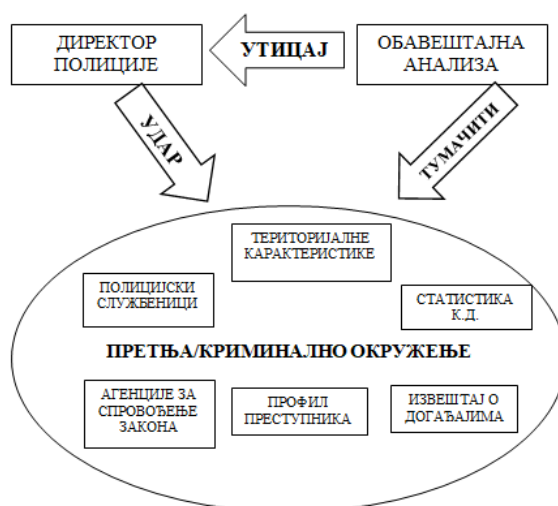 ДИРЕКТОР
ПОЛИЦИЈЕ
УТИЦАЈ
ОБАВЕШТАЈНА
АНАЛИЗА
УДАР
ТУМАЧИТИ
ТЕРИТОРИЈАЛНЕ
КАРАКТЕРИСТИКЕ
ПОЛИЦИЈСКИ
СЛУЖБЕНИЦИ
СТАТИСТИКА
К.Д.
ПРЕТЊА/КРИМИНАЛНО ОКРУЖЕЊЕ
АГЕНЦИЈЕ ЗА
СПРОВОЂЕЊЕ
ЗАКОНА
ПРОФИЛ
ПРЕСТУПНИКА
ИЗВЕШТАЈ О
ДОГАЂАЈИМА